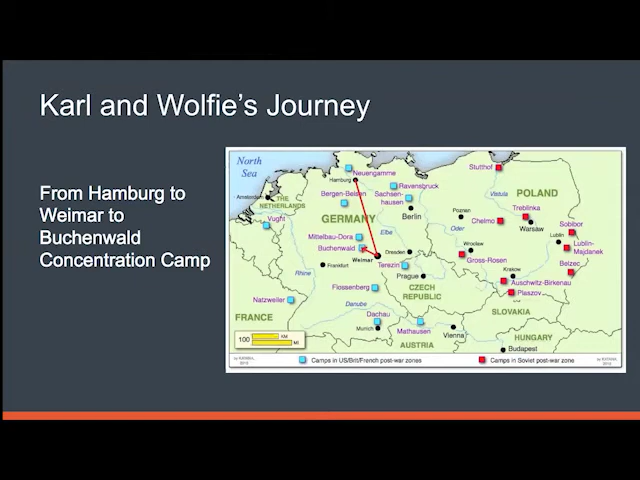 Karl and Wolfie's Journey
From Hamburg to
Weimar to
Buchenwald
Concentration Camp
North
Sea
Stutthof
Neuengamme
Hamburg
Ravensbruck
Amsterdam
THE
NETHERLANDS
Bergen-Belsen
Sachsen-
hausen
Elbe
Berlin
Vistula
POLAND
Poznan
Treblinka
Vught
GERMANY
Oder
Chelmo
Warsaw
Sobibor
Mittelbau-Dora
Buchenwald
Lublin
Lublin-
Majdanek
Weimar
Dresden
Wroclaw
Gross-Rosen
Belzec
Rhine
Frankfurt
Terezin
Prague
Krakow
Auschwitz-Birkenau
Flossenberg
CZECH
REPUBLIC
Plaszov
Natzweiler
Danube
SLOVAKIA
FRANCE
Dachau
Munich
Mathausen
Vienna
HUNGARY
AUSTRIA
Budapest
100
KM
MI
Camps in US/Brit/French post-war zones
Camps in Soviet post-war zone